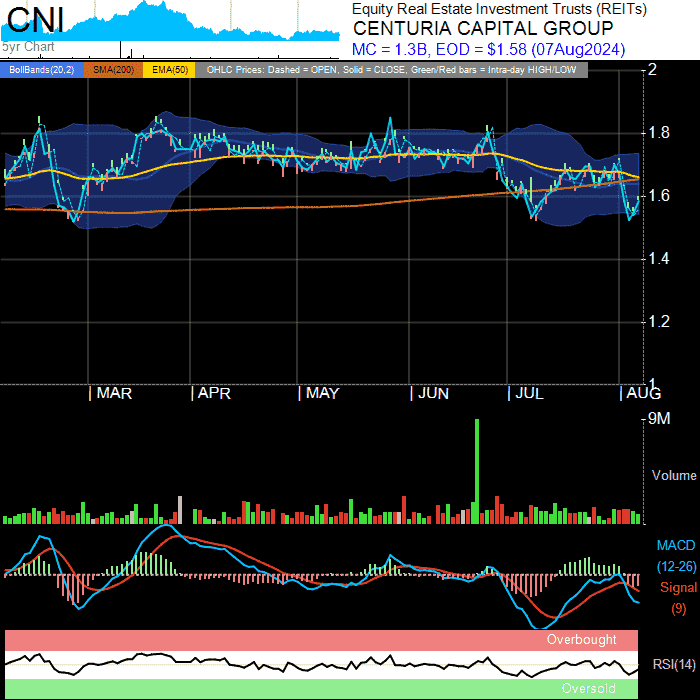 CNI
5yr Chart
Equity Real Estate Investment Trusts (REITs)
CENTURIA CAPITAL GROUP
MC = 1.3B, EOD = $1.58 (07Aug2024)
BollBands(20,2) SMA(200) EMA(50) OHLC Prices: Dashed = OPEN, Solid = CLOSE, Green/Red bars = Intra-day HIGH/LOW
2
1.8
1.6
1.4
1.2
1
MAR APR MAY JUN JUL AUG
9M
Volume
MACD
(12-26)
Signal
(9)
Overbought
RSI(14)
Oversold